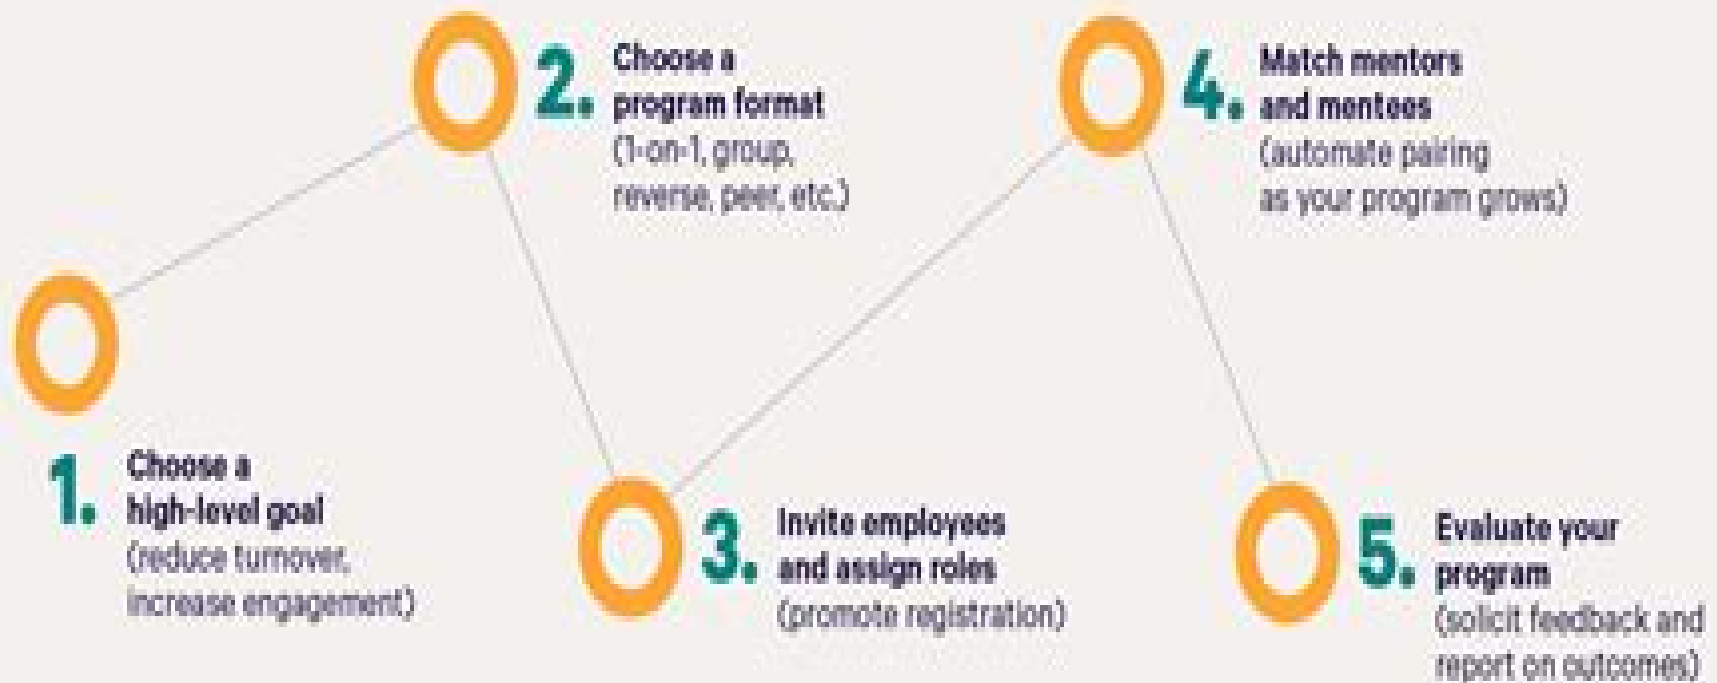 1. Choose a
high-level goal
(reduce turnover,
increase engagement)
2. Choose a
program format
(1-on-1, group,
reverse, peer, etc.)
3. Invite employees
and assign roles
(promote registration)
4. Match mentors
and mentees
(automate pairing
as your program grows)
5. Evaluate your
program
(solicit feedback and
report on outcomes)